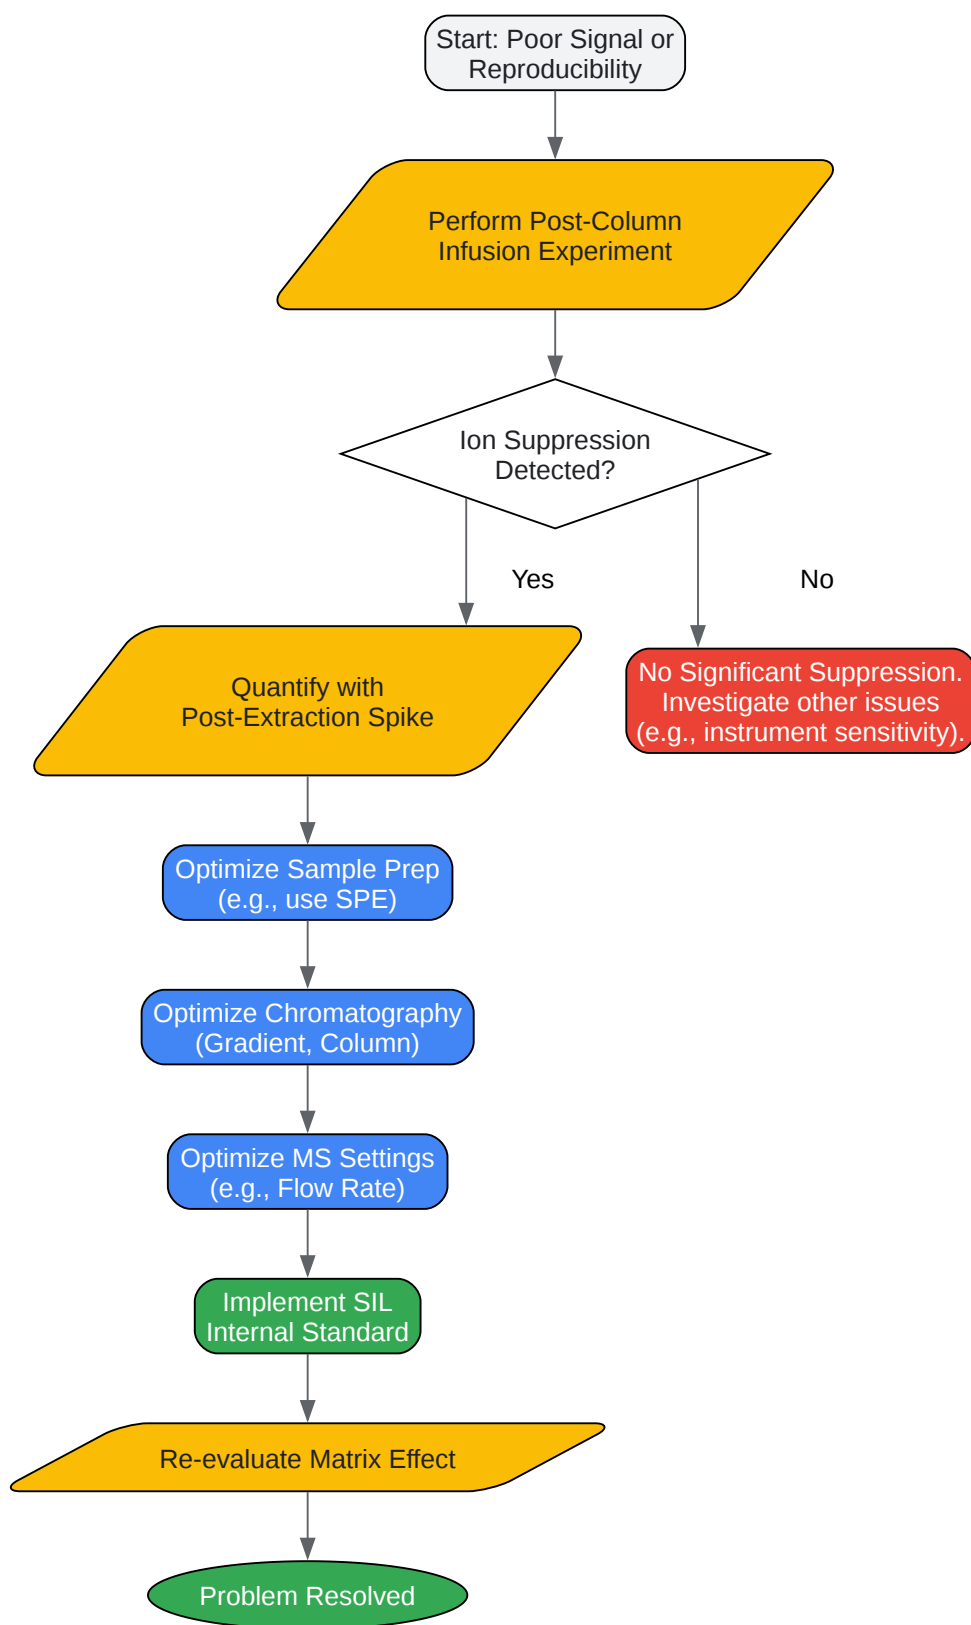 Start: Poor Signal or
Reproducibility
Perform Post-Column
Infusion Experiment
Ion Suppression
Detected?
Yes
No
No Significant Suppression.
Investigate other issues
(e.g., instrument sensitivity).
Quantify with
Post-Extraction Spike
Optimize Sample Prep
(e.g., use SPE)
Optimize Chromatography
(Gradient, Column)
Optimize MS Settings
(e.g., Flow Rate)
Implement SIL
Internal Standard
Re-evaluate Matrix Effect
Problem Resolved